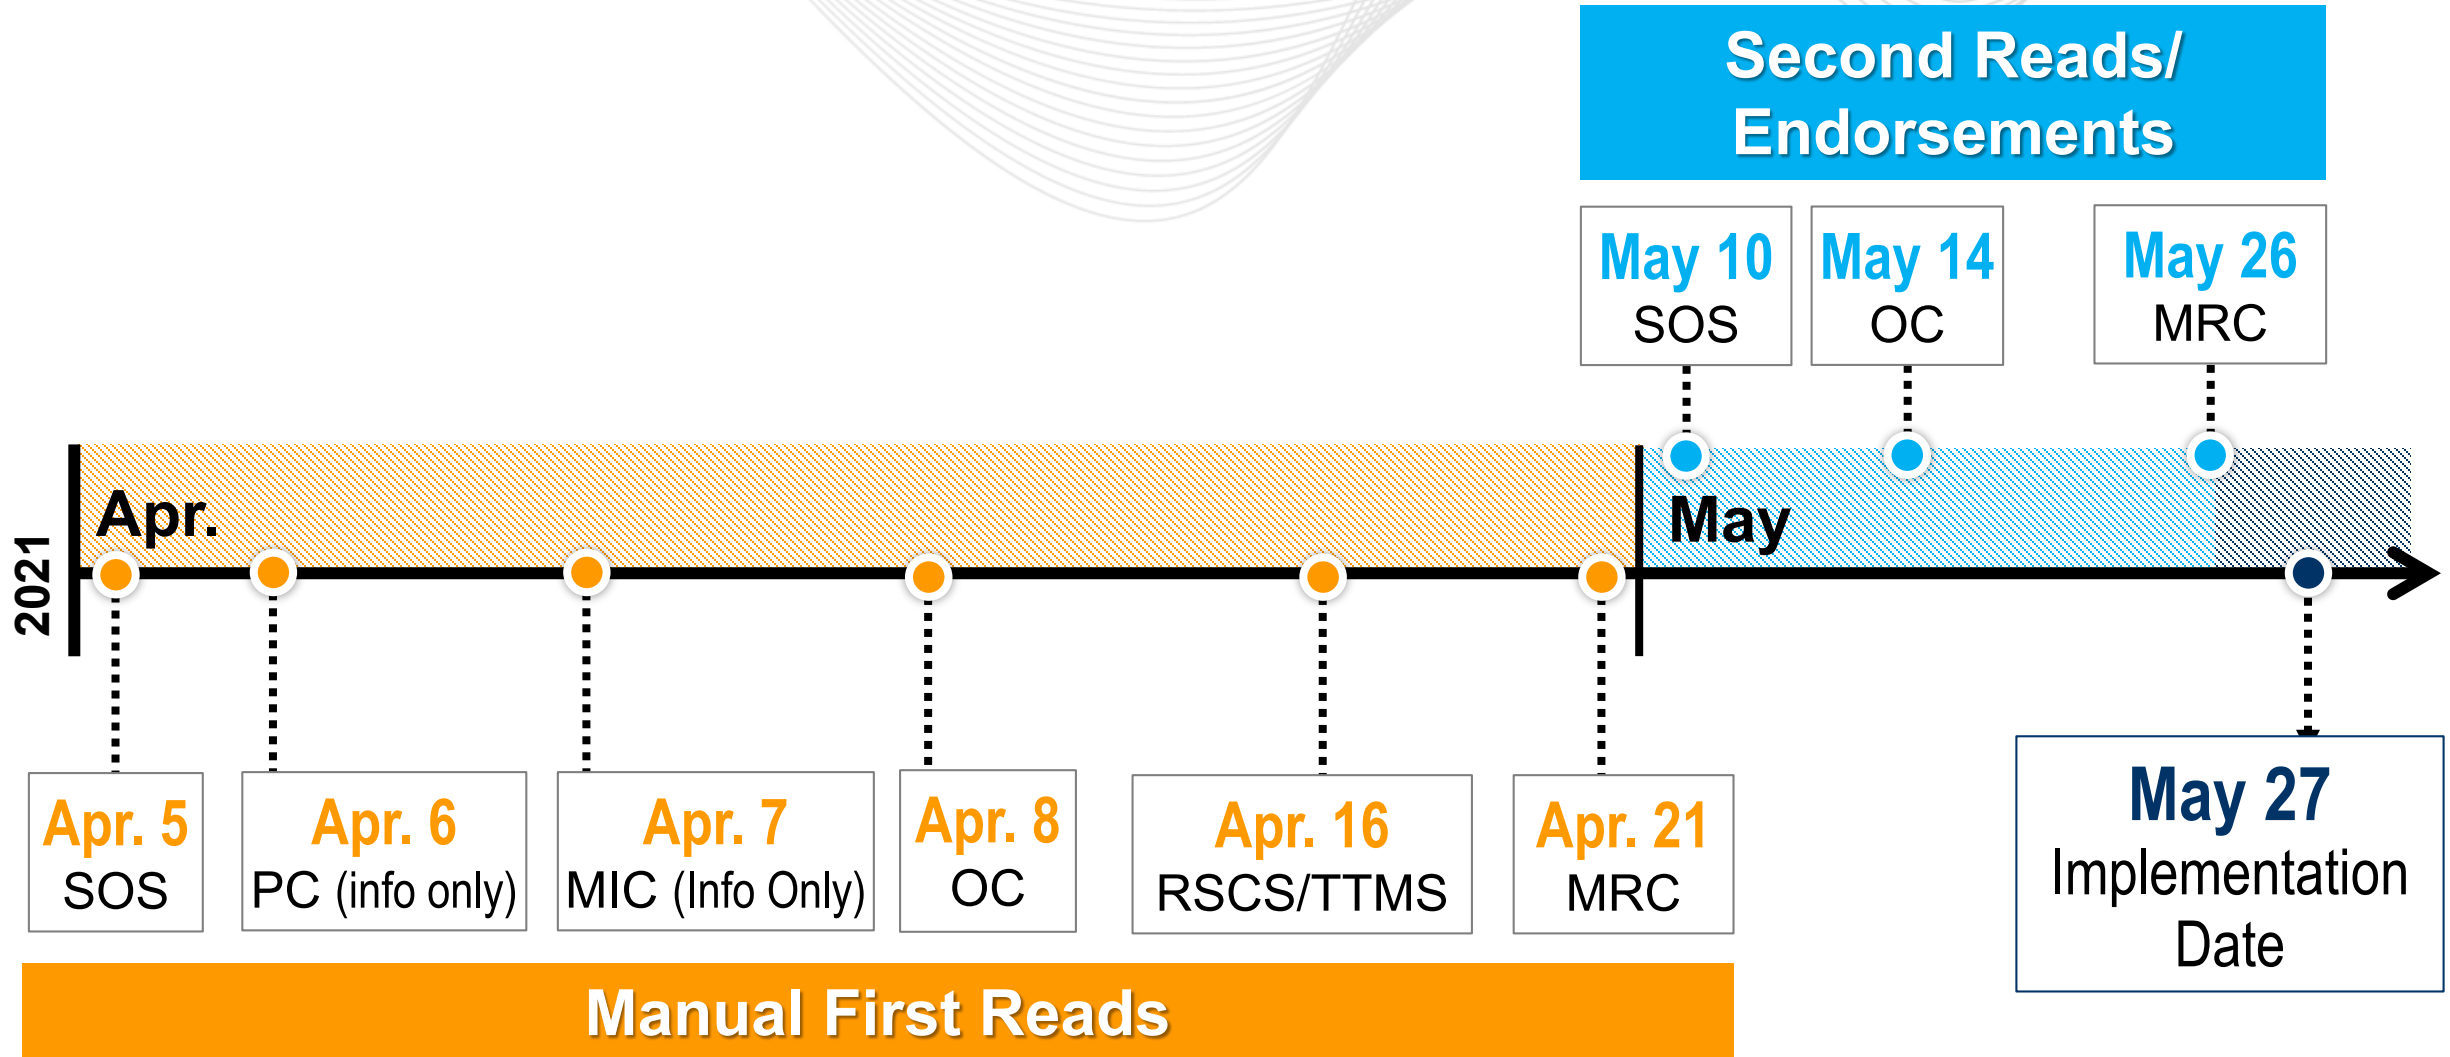 Second Reads/
Endorsements
May 10
SOS
May 14
OC
May 26
MRC
2021
Apr.
May
Apr. 5
SOS
Apr. 6
PC (info only)
Apr. 7
MIC (Info Only)
Apr. 8
OC
Apr. 16
RSCS/TTMS
Apr. 21
MRC
May 27
Implementation
Date
Manual First Reads